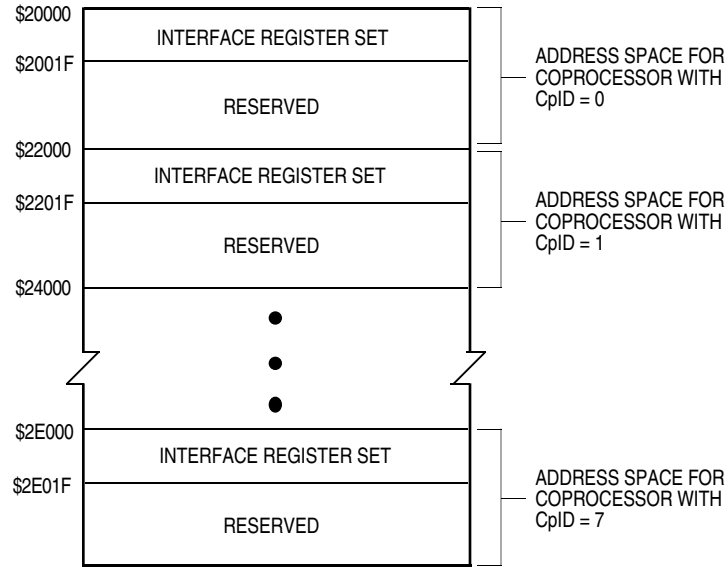 $20000
INTERFACE REGISTER SET
$2001F
ADDRESS SPACE FOR
COPROCESSOR WITH
CpID = 0
RESERVED
$22000
INTERFACE REGISTER SET
$2201F
ADDRESS SPACE FOR
COPROCESSOR WITH
CpID = 1
RESERVED
$24000
$2E000
INTERFACE REGISTER SET
$2E01F
ADDRESS SPACE FOR
COPROCESSOR WITH
CpID = 7
RESERVED